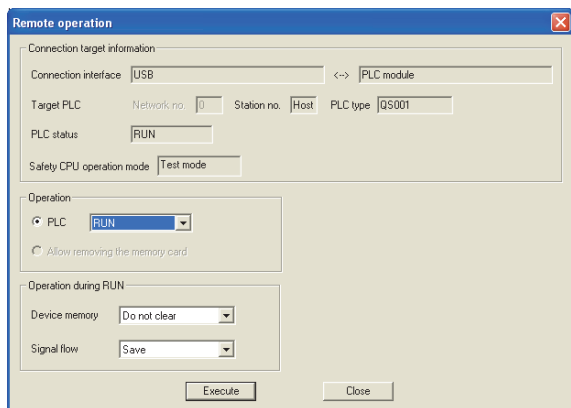 Remote operation
Connection target information
Connection interface USB <--> PLC module
Target PLC Network no. 0 Station no. Host PLC type QS001
PLC status RUN
Safety CPU operation mode Test mode
Operation
PLC RUN
Allow removing the memory card
Operation during RUN
Device memory Do not clear
Signal flow Save
Execute Close